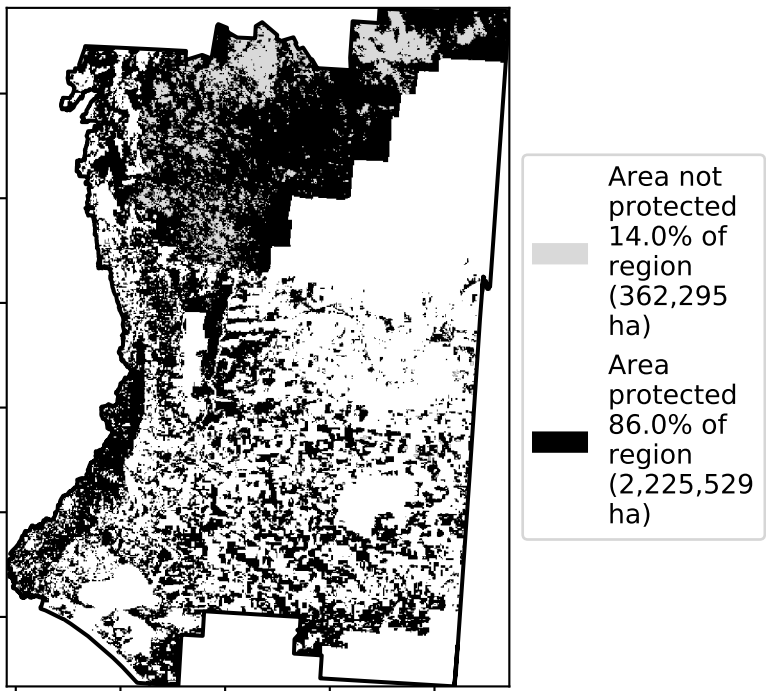 Area not
protected
14.0% of
region
(362,295
ha)
Area
protected
86.0% of
region
(2,225,529
ha)